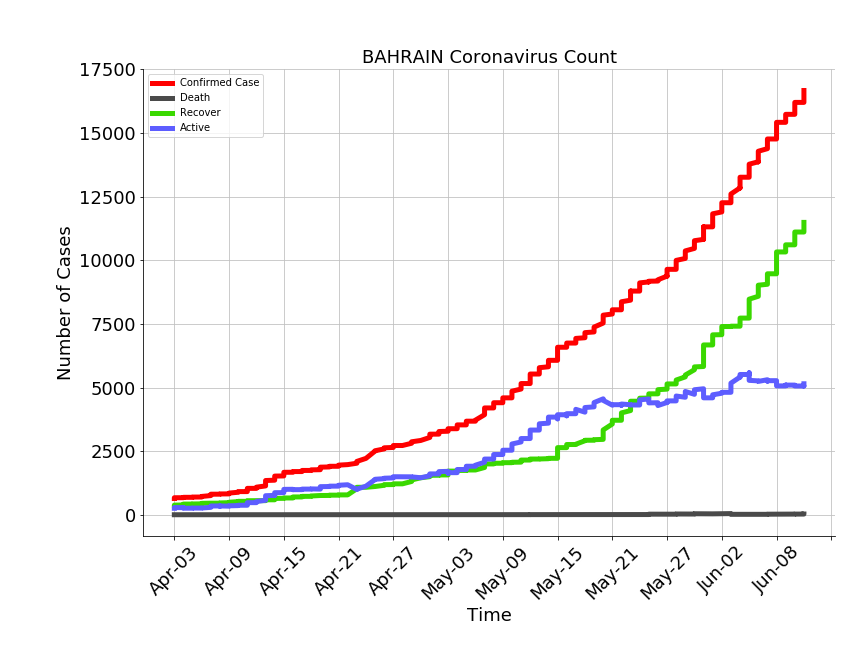 BAHRAIN Coronavirus Count
Confirmed Case
Death
Recover
Active
Number of Cases
17500
15000
12500
10000
7500
5000
2500
0
Apr-03 Apr-09 Apr-15 Apr-21 Apr-27 May-03 May-09 May-15 May-21 May-27 Jun-02 Jun-08
Time